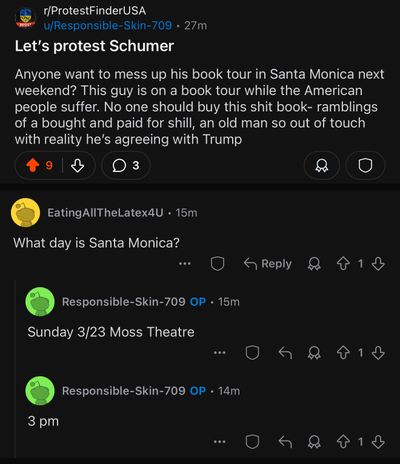 r/ProtestFinderUSA
u/Responsible-Skin-709 • 27m
Let's protest Schumer
Anyone want to mess up his book tour in Santa Monica next
weekend? This guy is on a book tour while the American
people suffer. No one should buy this shit book- ramblings
of a bought and paid for shill, an old man so out of touch
with reality he's agreeing with Trump
9 3
EatingAllTheLatex4U • 15m
What day is Santa Monica?
Reply 1
Responsible-Skin-709 OP • 15m
Sunday 3/23 Moss Theatre
1
Responsible-Skin-709 OP • 14m
3 pm
1